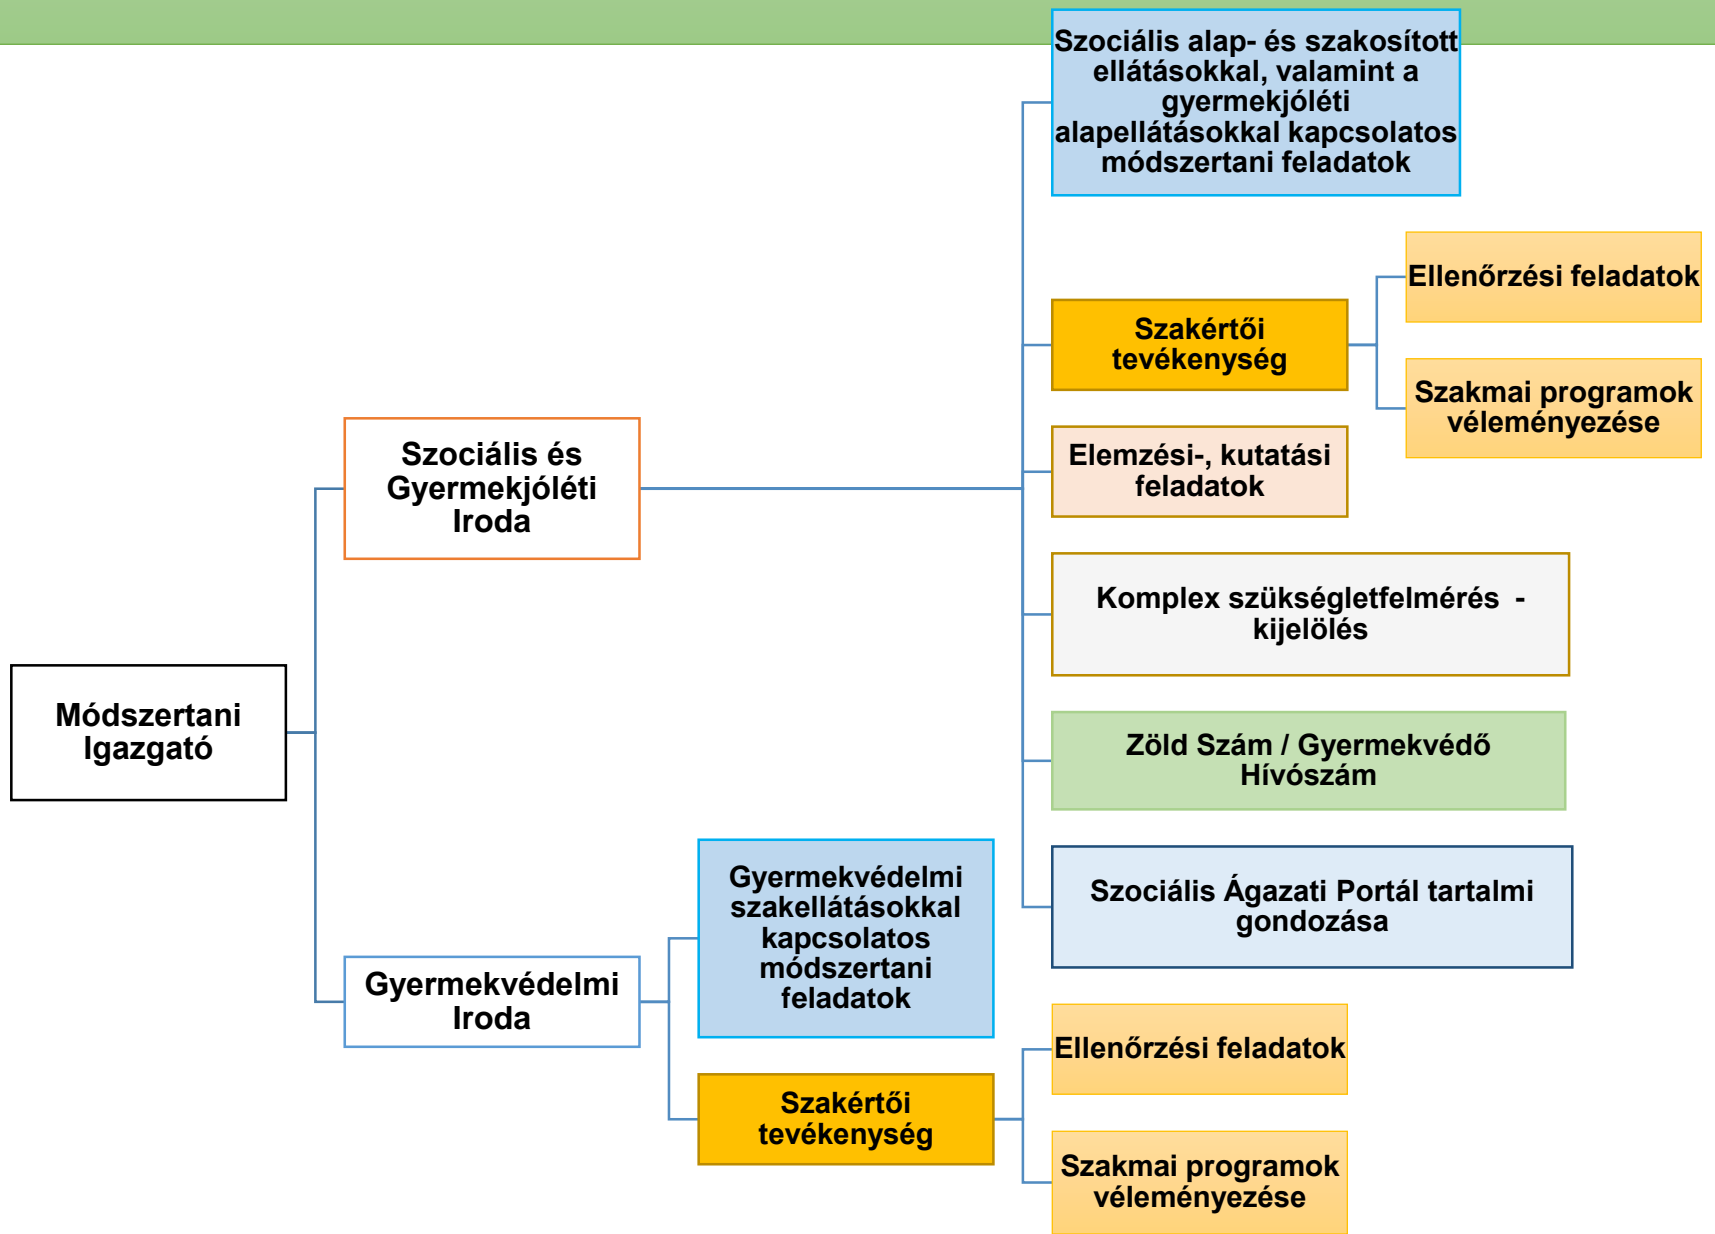 Szociális alap- és szakosított
ellátásokkal, valamint a
gyermekjóléti
alapellátásokkal kapcsolatos
módszertani feladatok
Ellenőrzési feladatok
Szakértői
tevékenység
Szakmai programok
véleményezése
Szociális és
Gyermekjóléti
Iroda
Elemzési-, kutatási
feladatok
Komplex szükségletfelmérés -
kijelölés
Módszertani
Igazgató
Zöld Szám / Gyermekvédő
Hívószám
Szociális Ágazati Portál tartalmi
gondozása
Gyermekvédelmi
szakellátásokkal
kapcsolatos
módszertani
feladatok
Gyermekvédelmi
Iroda
Ellenőrzési feladatok
Szakértői
tevékenység
Szakmai programok
véleményezése